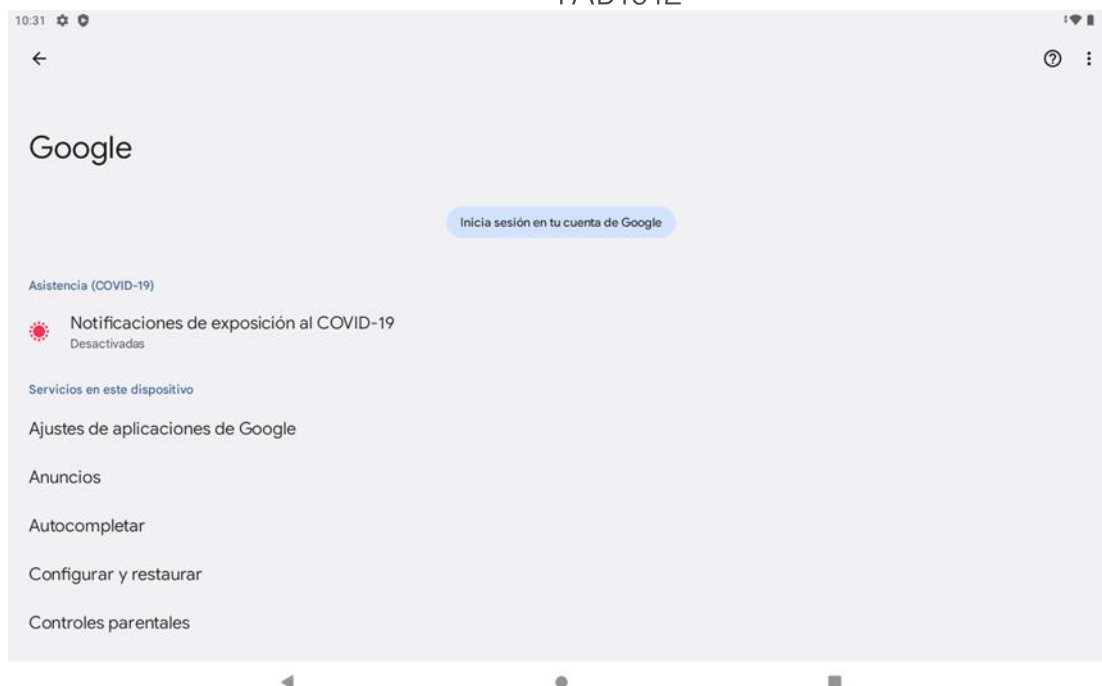 10:31
Google
Inicia sesión en tu cuenta de Google
Asistencia (COVID-19)
Notificaciones de exposición al COVID-19
Desactivadas
Servicios en este dispositivo
Ajustes de aplicaciones de Google
Anuncios
Autocompletar
Configurar y restaurar
Controles parentales